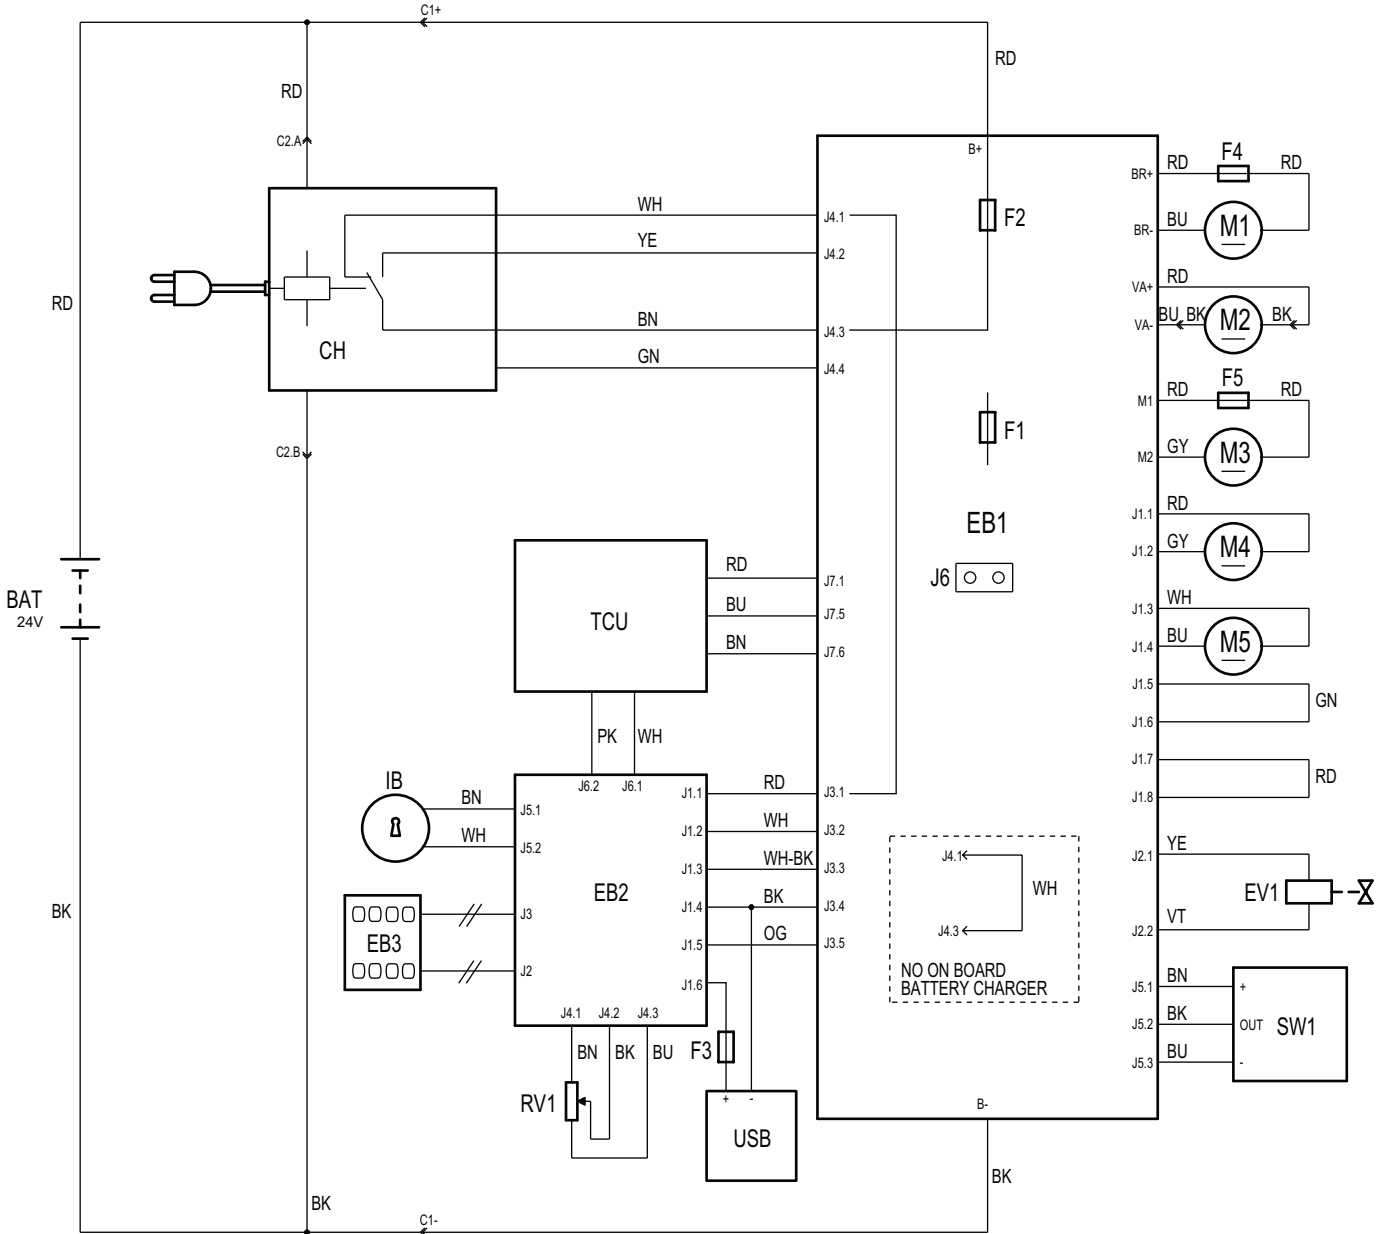 C1+
RD
RD
C2.A
B+
BR+
RD
F4
RD
WH
J4.1
F2
BR-
BU
M1
YE
J4.2
RD
VA+
RD
BN
J4.3
VA-
BU
BK
M2
BK
CH
GN
J4.4
M1
RD
F5
RD
F1
C2.B
M2
GY
M3
J1.1
RD
EB1
J1.2
GY
M4
BAT
24V
TCU
RD
J7.1
J6
BU
J7.5
J1.3
WH
BN
J7.6
J1.4
BU
M5
J1.5
GN
J1.6
PK
WH
J1.7
RD
J1.8
IB
J6.2
J6.1
BN
J5.1
J1.1
RD
J3.1
WH
J5.2
J1.2
WH
J3.2
J1.3
WH-BK
J3.3
J4.1
WH
J4.3
J2.1
YE
EV1
J2.2
VT
BK
EB2
J1.4
BK
J3.4
EB3
J3
J1.5
OG
J3.5
J2
J1.6
NO ON BOARD
BATTERY CHARGER
J5.1
BN
+
J4.1
J4.2
J4.3
J5.2
BK
OUT
SW1
BN
BK
BU
F3
J5.3
BU
-
RV1
+
-
USB
B-
BK
BK
C1-